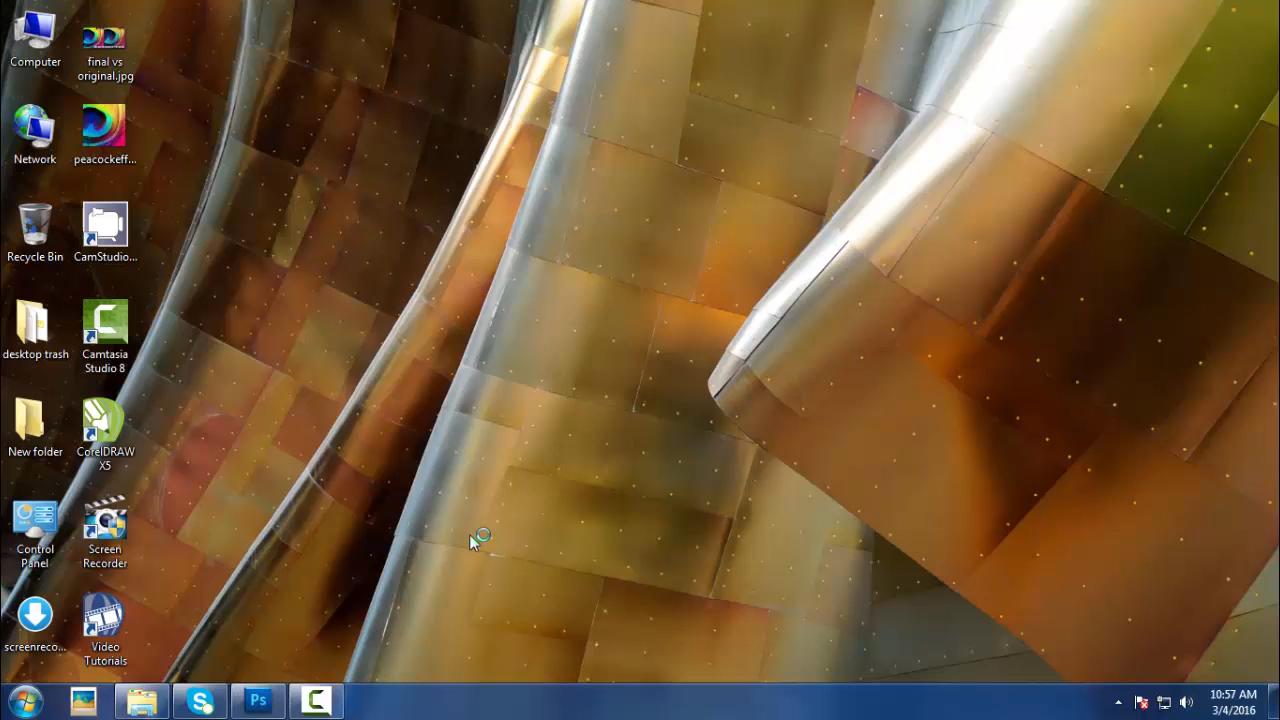 Computer
final vs
original.jpg
Network
peacockeff...
Recycle Bin
CamStudio...
desktop trash
Camtasia
Studio 8
New folder
CorelDRAW
X5
Control
Panel
Screen
Recorder
screenreco...
Video
Tutorials
Ps
10:57 AM
3/4/2016